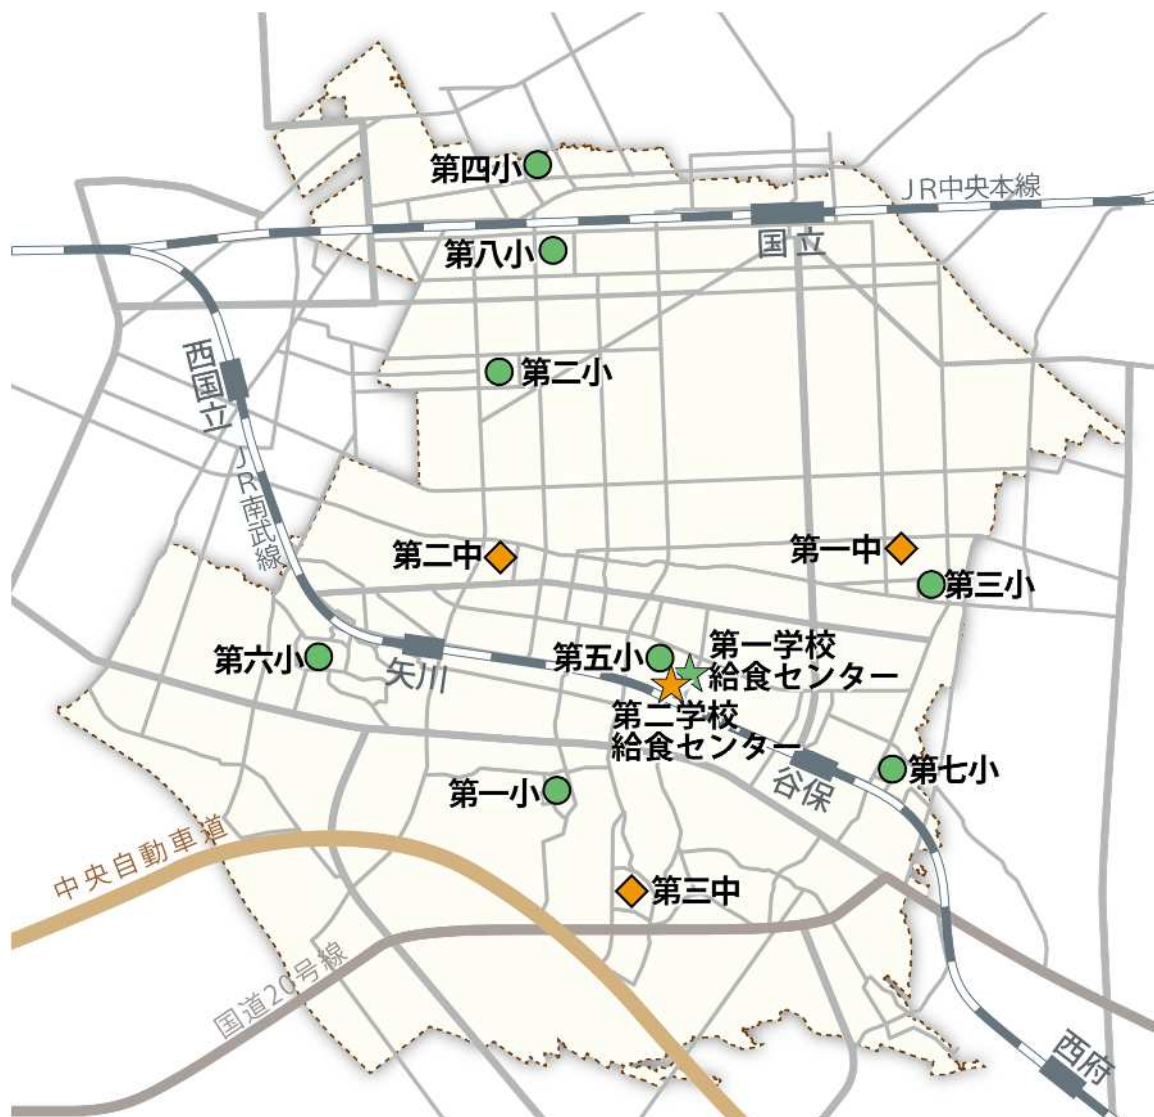 第四小
JR中央本線
国立
第八小
西国立
第二小
JR南武線
第二中
第一中
第三小
第六小
矢川
第五小
第一学校
給食センター
第二学校
給食センター
谷保
第七小
第一小
中央自動車道
第三中
国道20号線
西府